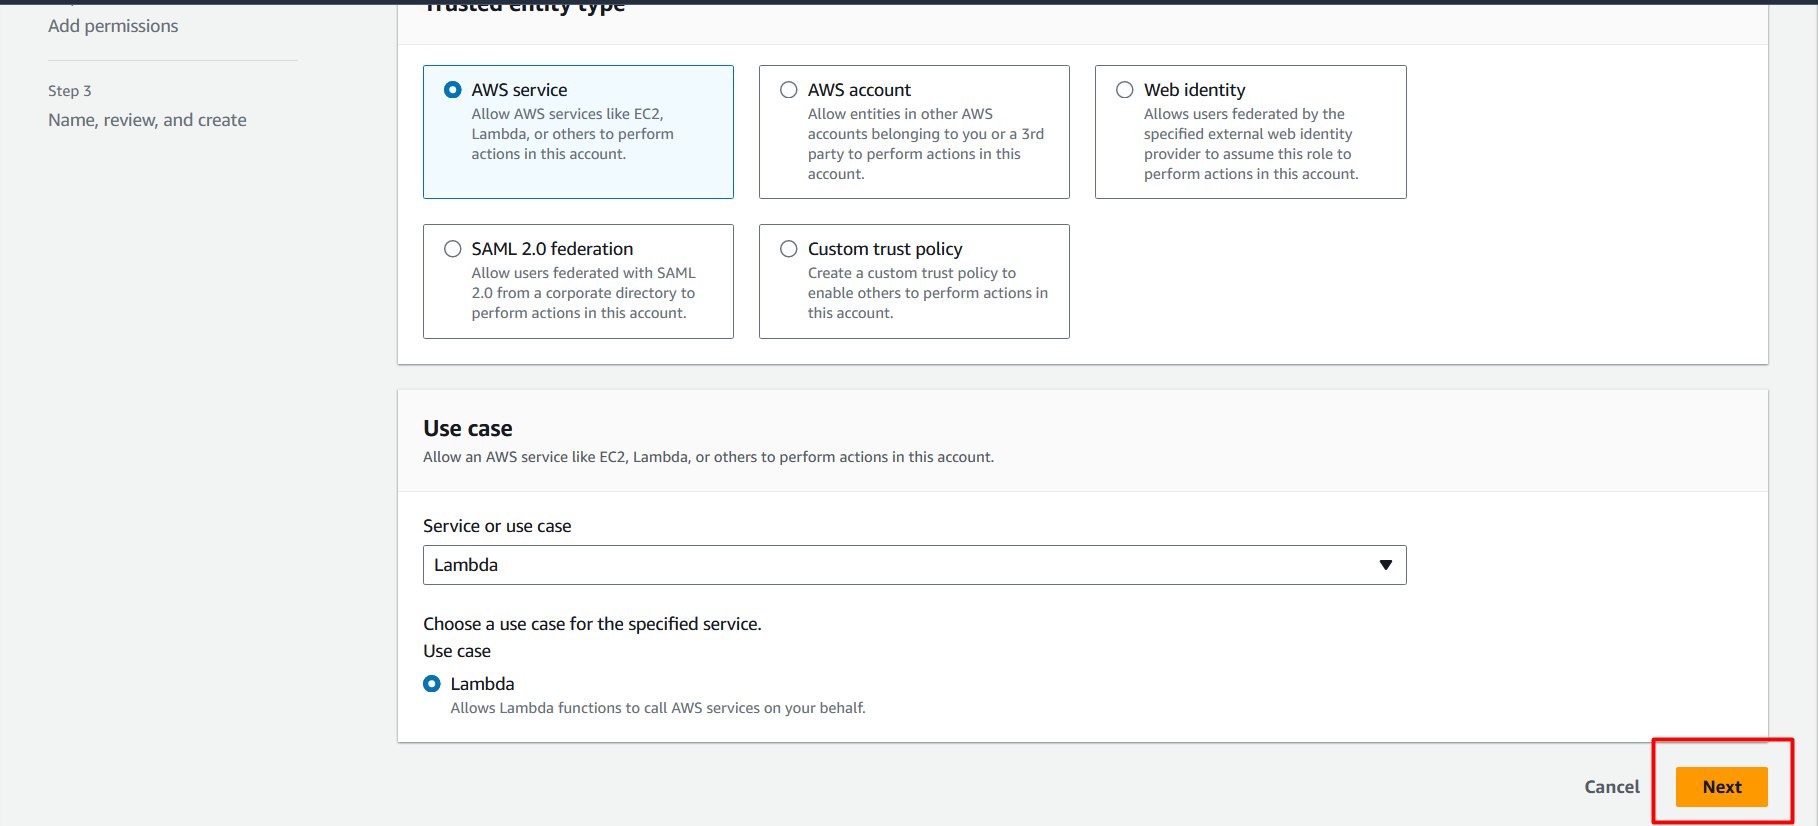 Add permissions
Step 3
Name, review, and create
Trusted entity type
AWS service
Allow AWS services like EC2,
Lambda, or others to perform
actions in this account.
AWS account
Allow entities in other AWS
accounts belonging to you or a 3rd
party to perform actions in this
account.
Web identity
Allows users federated by the
specified external web identity
provider to assume this role to
perform actions in this account.
SAML 2.0 federation
Allow users federated with SAML
2.0 from a corporate directory to
perform actions in this account.
Custom trust policy
Create a custom trust policy to
enable others to perform actions in
this account.
Use case
Allow an AWS service like EC2, Lambda, or others to perform actions in this account.
Service or use case
Lambda
Choose a use case for the specified service.
Use case
Lambda
Allows Lambda functions to call AWS services on your behalf.
Cancel
Next